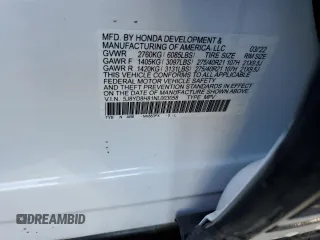 MFD. BY HONDA DEVELOPMENT &
MANUFACTURING OF AMERICA, LLC 03/22
GVWR 2760KG ( 6085LBS) TIRE SIZE RIM SIZE
GAWR F 1405KG ( 3097LBS) 275/40R21 107H 21X9.5J
GAWR R 1420KG ( 3131LBS) 275/40R21 107H 21X9.5J
THIS VEHICLE CONFORMS TO ALL APPLICABLE
FEDERAL MOTOR VEHICLE SAFETY, BUMPER,
AND THEFT PREVENTION STANDARDS IN EFFECT
ON THE DATE OF MANUFACTURE SHOWN ABOVE.
V.I.N. TYPE: MPV
AUTOBIDMASTER